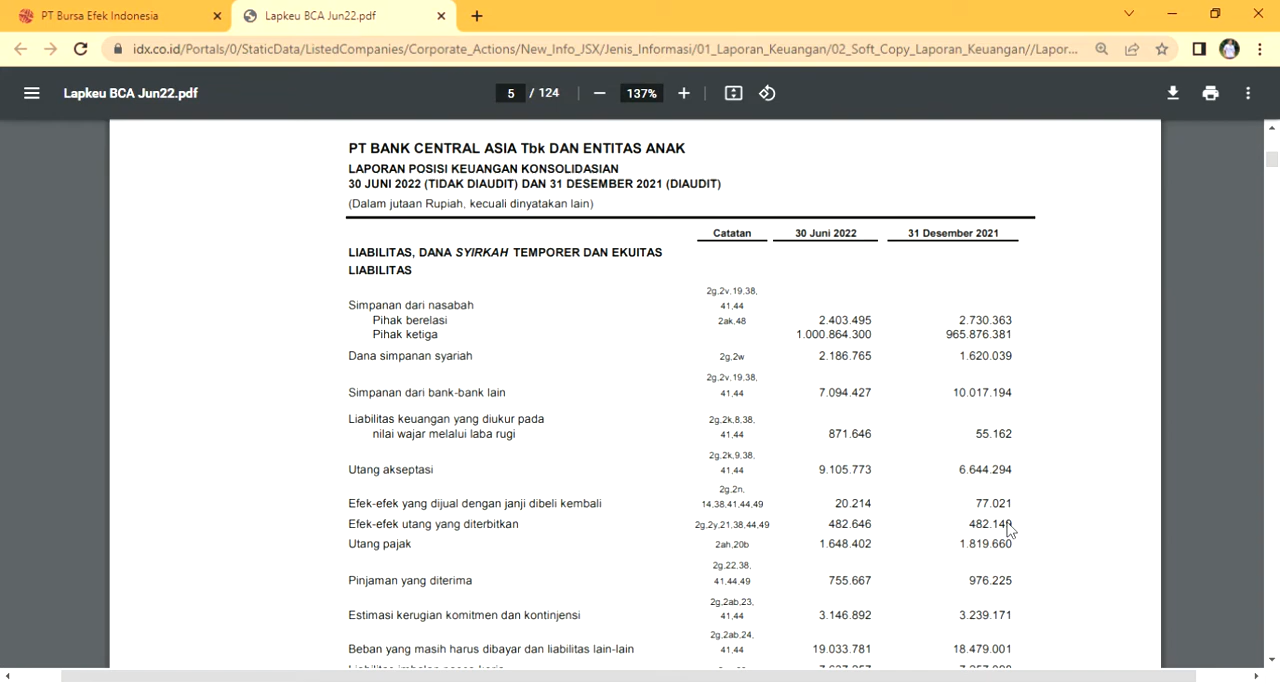 PT Bursa Efek Indonesia
Lapkeu BCA Jun22.pdf
idx.co.id/Portals/0/StaticData/ListedCompanies/Corporate_Actions/New_Info_JSX/Jenis_Informasi/01_Laporan_Keuangan/02_Soft_Copy_Laporan_Keuangan//Lapor...
Lapkeu BCA Jun22.pdf 5 / 124 137%
PT BANK CENTRAL ASIA Tbk DAN ENTITAS ANAK
LAPORAN POSISI KEUANGAN KONSOLIDASIAN
30 JUNI 2022 (TIDAK DIAUDIT) DAN 31 DESEMBER 2021 (DIAUDIT)
(Dalam jutaan Rupiah, kecuali dinyatakan lain)
Catatan 30 Juni 2022 31 Desember 2021
LIABILITAS, DANA SYIRKAH TEMPORER DAN EKUITAS
LIABILITAS
2g,2v,19,38,
Simpanan dari nasabah 41,44
Pihak berelasi 2ak,48 2.403.495 2.730.363
Pihak ketiga 1.000.864.300 965.876.381
Dana simpanan syariah 2g,2w 2.186.765 1.620.039
2g,2v,19,38,
Simpanan dari bank-bank lain 41,44 7.094.427 10.017.194
Liabilitas keuangan yang diukur pada 2g,2k,8,38,
nilai wajar melalui laba rugi 41,44 871.646 55.162
2g,2k,9,38,
Utang akseptasi 41,44 9.105.773 6.644.294
2g,2n,
Efek-efek yang dijual dengan janji dibeli kembali 14,38,41,44,49 20.214 77.021
Efek-efek utang yang diterbitkan 2g,2y,21,38,44,49 482.646
Utang pajak 2ah,20b 1.648.402 1.819.660
2g,22,38,
Pinjaman yang diterima 41,44,49 755.667 976.225
2g,2ab,23,
Estimasi kerugian komitmen dan kontinjensi 41,44 3.146.892 3.239.171
2g,2ab,24,
Beban yang masih harus dibayar dan liabilitas lain-lain 41,44 19.033.781 18.479.001